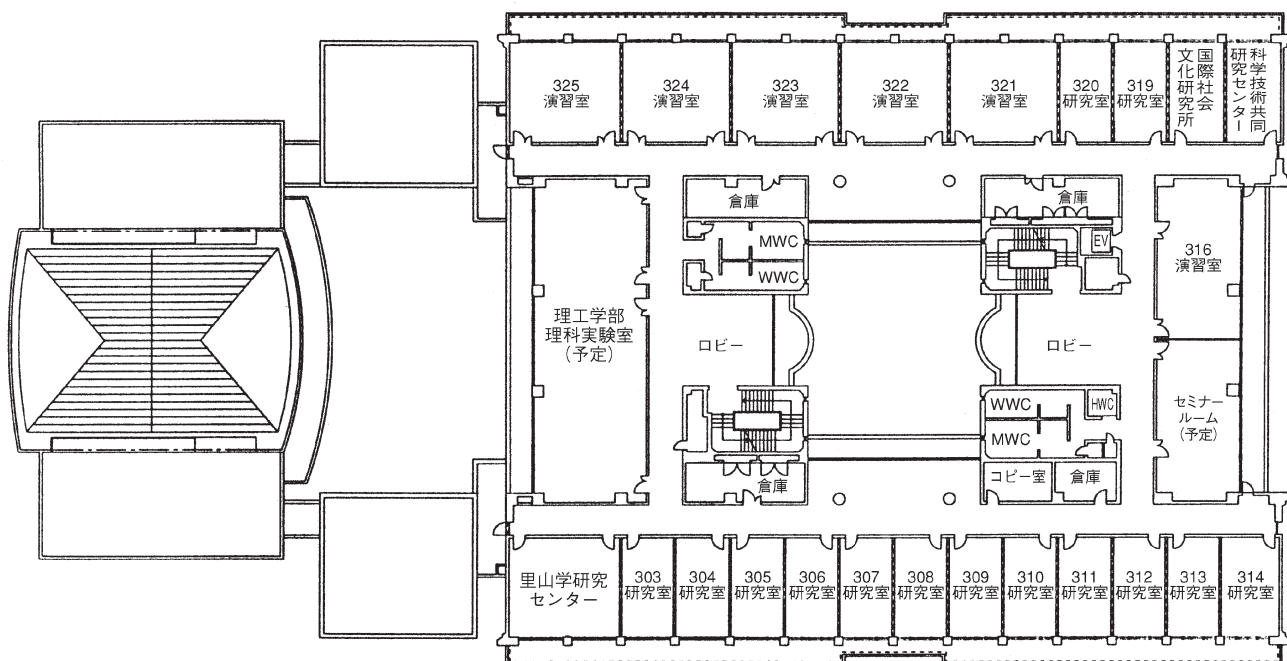 325
演習室
324
演習室
323
演習室
322
演習室
321
演習室
320
研究室
319
研究室
国際社会
文化研究所
科学技術共同
研究センター
倉庫
MWC
WWC
倉庫
EV
316
演習室
理工学部
理科実験室
(予定)
ロビー
ロビー
セミナー
ルーム
(予定)
WWC
HWC
MWC
倉庫
コピー室
倉庫
里山学研究
センター
303
研究室
304
研究室
305
研究室
306
研究室
307
研究室
308
研究室
309
研究室
310
研究室
311
研究室
312
研究室
313
研究室
314
研究室